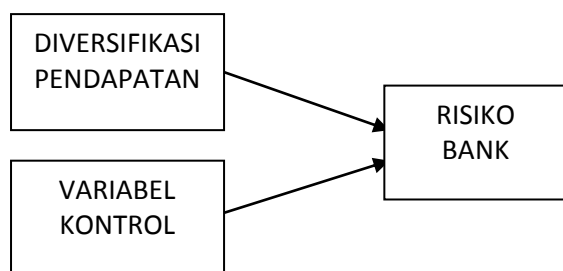 DIVERSIFIKASI
PENDAPATAN
RISIKO
BANK
VARIABEL
KONTROL